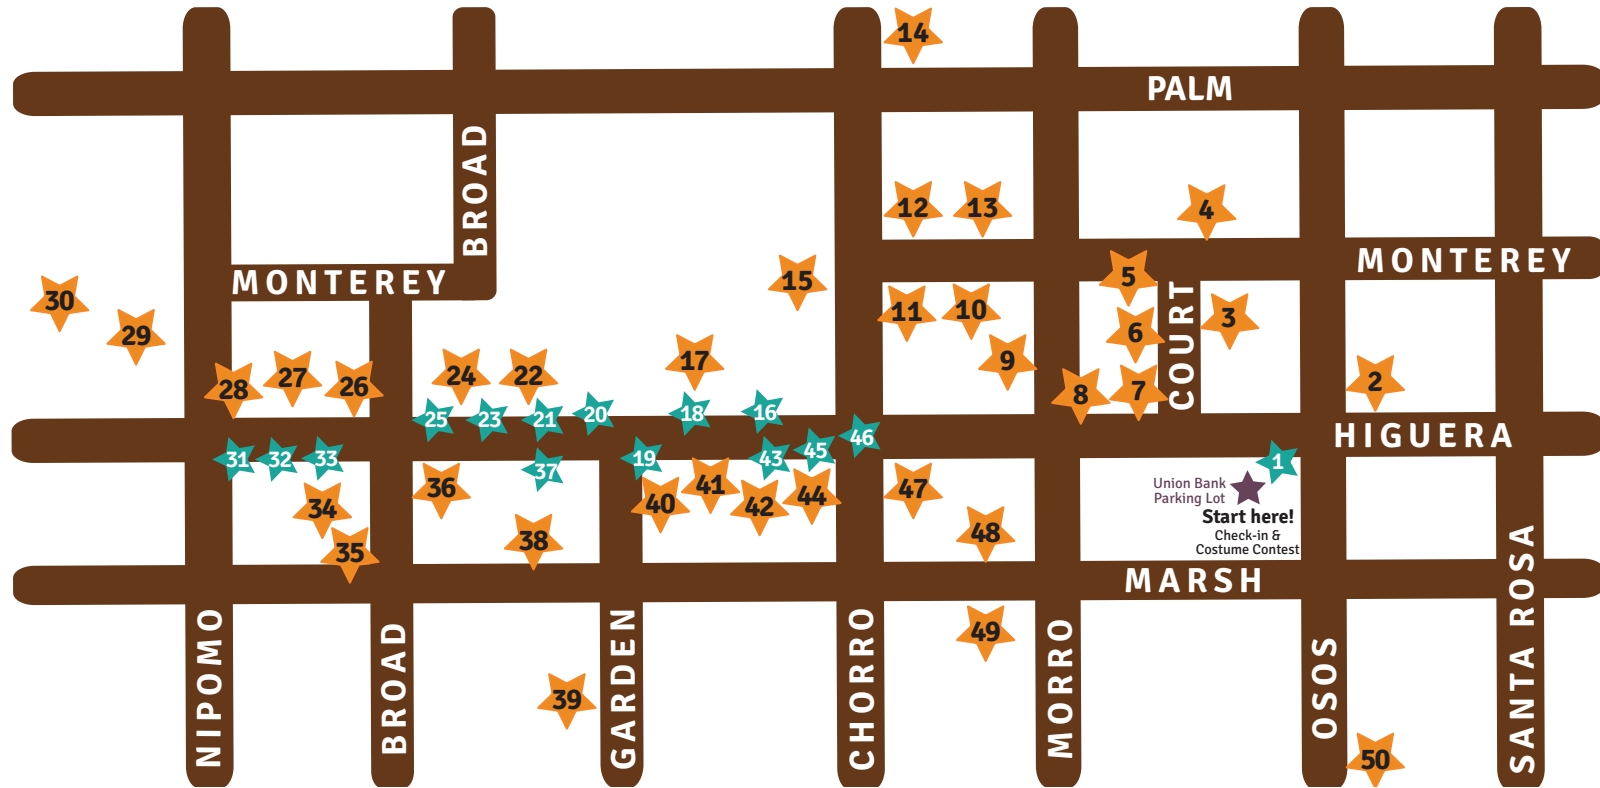 14
PALM
BROAD
12
13
4
MONTEREY
MONTEREY
5
15
30
29
11
10
3
6
COURT
9
17
28
27
26
24
22
8
7
2
25
23
21
20
18
16
46
HIGUERA
31
32
33
37
19
43
45
1
36
41
40
42
44
47
34
35
38
48
Union Bank
Parking Lot
Start here!
Check-in &
Costume Contest
MARSH
49
39
50
NIPOMO
BROAD
GARDEN
CHORRO
MORRO
OSOS
SANTA ROSA